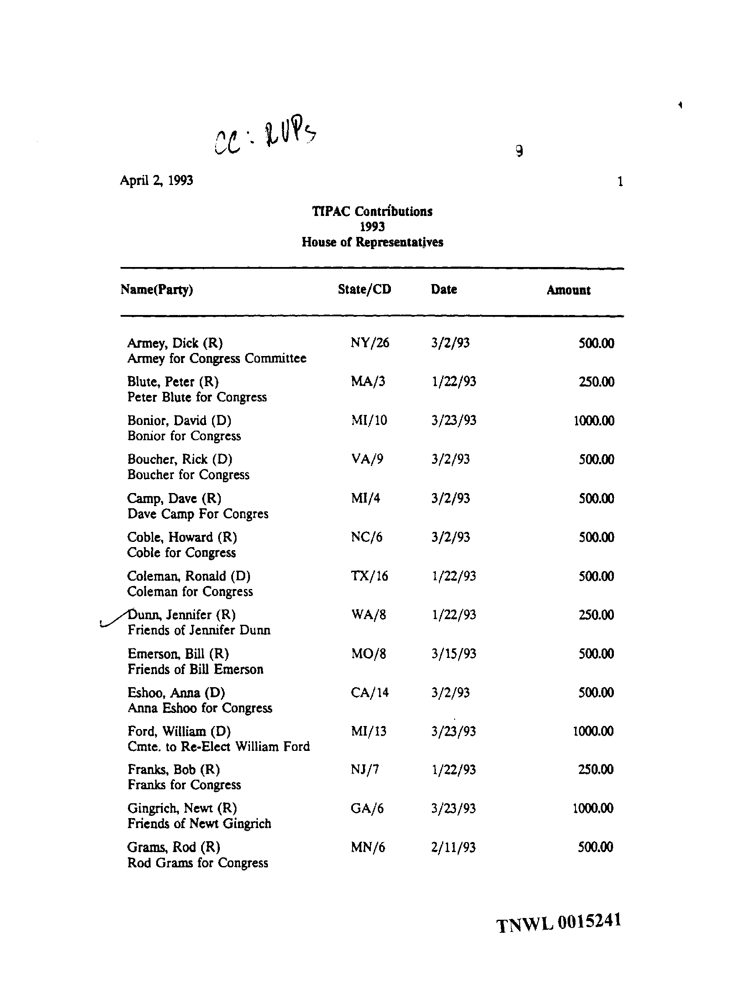 CC: RVPs
9
April 2, 1993 1
TIPAC Contributions
1993
House of Representatives
Name(Party) State/CD Date Amount
Armey, Dick (R) NY/26 3/2/93 500.00
Armey for Congress Committee
Blute, Peter (R) MA/3 1/22/93 250.00
Peter Blute for Congress
Bonior, David (D) MI/10 3/23/93 1000.00
Bonior for Congress
Boucher, Rick (D) VA/9 3/2/93 500.00
Boucher for Congress
Camp, Dave (R) MI/4 3/2/93 500.00
Dave Camp For Congres
Coble, Howard (R) NC/6 3/2/93 500.00
Coble for Congress
Coleman, Ronald (D) TX/16 1/22/93 500.00
Coleman for Congress
Dunn, Jennifer (R) WA/8 1/22/93 250.00
Friends of Jennifer Dunn
Emerson, Bill (R) MO/8 3/15/93 500.00
Friends of Bill Emerson
Eshoo, Anna (D) CA/14 3/2/93 500.00
Anna Eshoo for Congress
Ford, William (D) MI/13 3/23/93 1000.00
Cmte. to Re-Elect William Ford
Franks, Bob (R) NJ/7 1/22/93 250.00
Franks for Congress
Gingrich, Newt (R) GA/6 3/23/93 1000.00
Friends of Newt Gingrich
Grams, Rod (R) MN/6 2/11/93 500.00
Rod Grams for Congress
TNWL 0015241